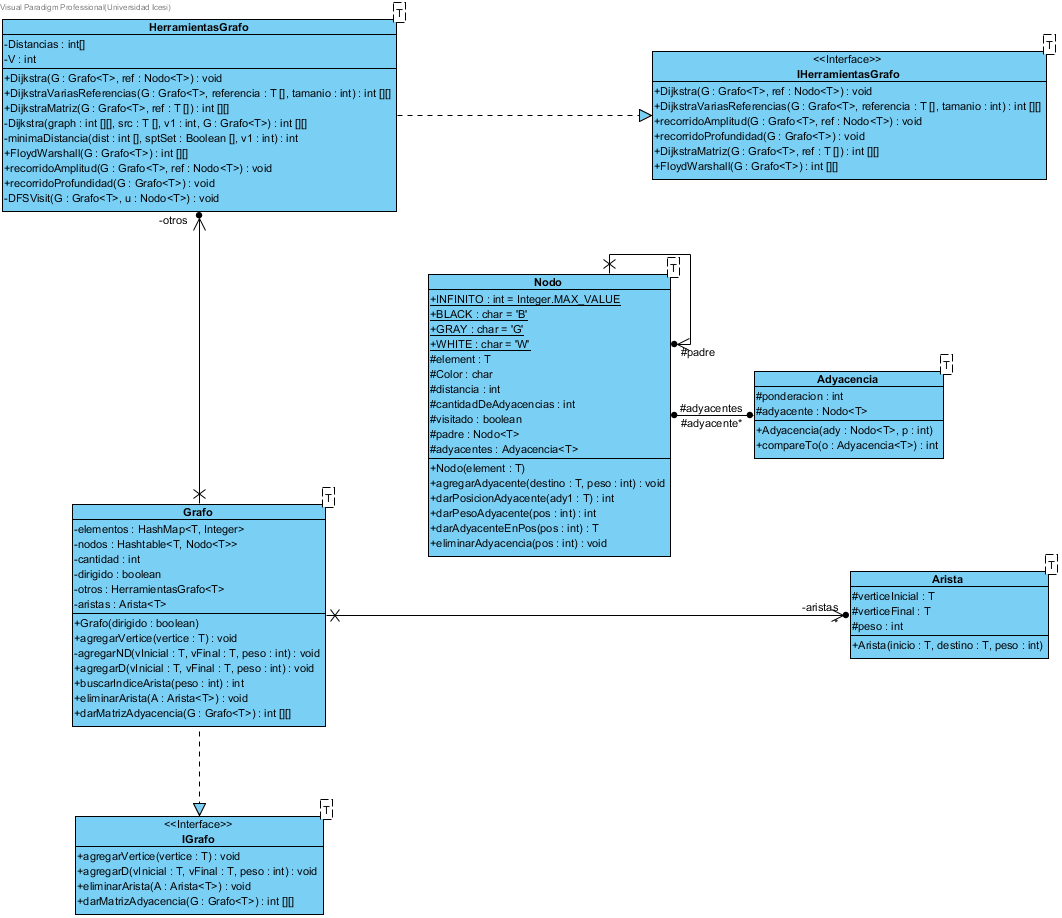 Visual Paradigm Professional(Universidad Icesi)
T
HerramientasGrafo
-Distancias : int[]
-V : int
+Dijkstra(G : Grafo<T>, ref : Nodo<T>) : void
+DijkstraVariasReferencias(G : Grafo<T>, referencia : T [], tamanio : int) : int [][]
+DijkstraMatriz(G : Grafo<T>, ref : T []) : int [][]
-Dijkstra(graph : int [][], src : T [], v1 : int, G : Grafo<T>) : int [][]
-minimaDistancia(dist : int [], sptSet : Boolean [], v1 : int) : int
+FloydWarshall(G : Grafo<T>) : int [][]
+recorridoAmplitud(G : Grafo<T>, ref : Nodo<T>) : void
+recorridoProfundidad(G : Grafo<T>) : void
-DFSVisit(G : Grafo<T>, u : Nodo<T>) : void
T
<<Interface>>
IHerramientasGrafo
+Dijkstra(G : Grafo<T>, ref : Nodo<T>) : void
+DijkstraVariasReferencias(G : Grafo<T>, referencia : T [], tamanio : int) : int [][]
+recorridoAmplitud(G : Grafo<T>, ref : Nodo<T>) : void
+recorridoProfundidad(G : Grafo<T>) : void
+DijkstraMatriz(G : Grafo<T>, ref : T []) : int [][]
+FloydWarshall(G : Grafo<T>) : int [][]
-otros
T
Nodo
+INFINITO : int = Integer.MAX_VALUE
+BLACK : char = 'B'
+GRAY : char = 'G'
+WHITE : char = 'W'
#element : T
#Color : char
#distancia : int
#cantidadDeAdyacencias : int
#visitado : boolean
#padre : Nodo<T>
#adyacentes : Adyacencia<T>
+Nodo(element : T)
+agregarAdyacente(destino : T, peso : int) : void
+darPosicionAdyacente(ady1 : T) : int
+darPesoAdyacente(pos : int) : int
+darAdyacenteEnPos(pos : int) : T
+eliminarAdyacencia(pos : int) : void
#padre
#adyacentes
#adyacente*
T
Adyacencia
#ponderacion : int
#adyacente : Nodo<T>
+Adyacencia(ady : Nodo<T>, p : int)
+compareTo(o : Adyacencia<T>) : int
T
Grafo
-elementos : HashMap<T, Integer>
-nodos : Hashtable<T, Nodo<T>>
-cantidad : int
-dirigido : boolean
-otros : HerramientasGrafo<T>
-aristas : Arista<T>
+Grafo(dirigido : boolean)
+agregarVertice(vertice : T) : void
-agregarND(vInicial : T, vFinal : T, peso : int) : void
+agregarD(vInicial : T, vFinal : T, peso : int) : void
+buscarIndiceArista(peso : int) : int
+eliminarArista(A : Arista<T>) : void
+darMatrizAdyacencia(G : Grafo<T>) : int [][]
-aristas
*
T
Arista
#verticeInicial : T
#verticeFinal : T
#peso : int
+Arista(inicio : T, destino : T, peso : int)
T
<<Interface>>
IGrafo
+agregarVertice(vertice : T) : void
+agregarD(vInicial : T, vFinal : T, peso : int) : void
+eliminarArista(A : Arista<T>) : void
+darMatrizAdyacencia(G : Grafo<T>) : int [][]